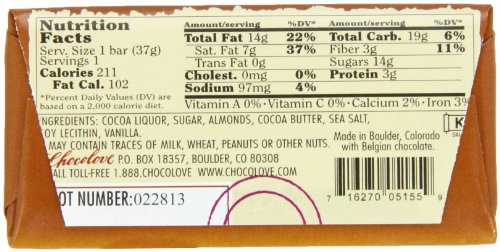 Nutrition
Facts
Serv. Size 1 bar (37g)
Servings 1
Calories 211
Fat Cal. 102
*Percent Daily Values (DV) are
based on a 2,000 calorie diet.
Amount/serving %DV*
Total Fat 14g 22%
Sat. Fat 7g 37%
Trans Fat 0g
Cholest. 0mg 0%
Sodium 97mg 4%
Amount/serving %DV*
Total Carb. 19g 6%
Fiber 3g 11%
Sugars 14g
Protein 3g
Vitamin A 0% · Vitamin C 0% · Calcium 2% · Iron 3%
INGREDIENTS: COCOA LIQUOR, SUGAR, ALMONDS, COCOA BUTTER, SEA SALT,
SOY LECITHIN, VANILLA.
MAY CONTAIN TRACES OF MILK, WHEAT, PEANUTS OR OTHER NUTS.
Chocolove P.O. BOX 18357, BOULDER, CO 80308
CALL TOLL-FREE 1.888.CHOCOLOVE
Made in Boulder, Colorado
with Belgian chocolate.
K
7 16270 05155 9
OT NUMBER:022813